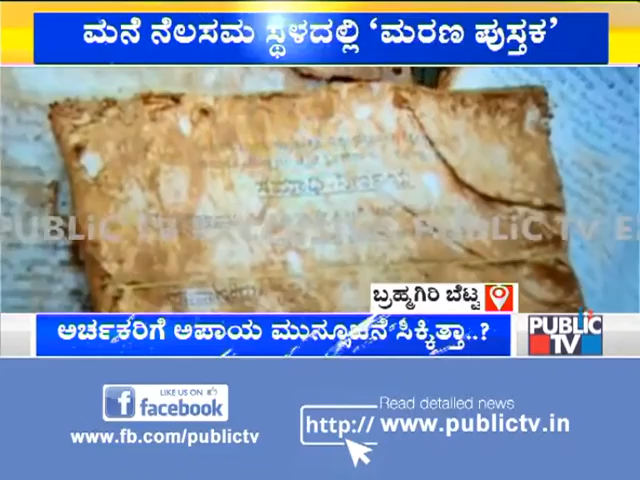 ಮನೆ ನೆಲಸಮ ಸ್ಥಳದಲ್ಲಿ ‘ಮರಣ ಪುಸ್ತಕ’
PUBLiC TV
ಬ್ರಹ್ಮಗಿರಿ ಬೆಟ್ಟ
ಅರ್ಚಕರಿಗೆ ಅಪಾಯ ಮುನ್ಸೂಚನೆ ಸಿಕ್ಕಿತ್ತಾ..?
PUBLiC
TV
LIKE US ON
facebook
www.fb.com/publictv
Read detailed news
http:// www.publictv.in